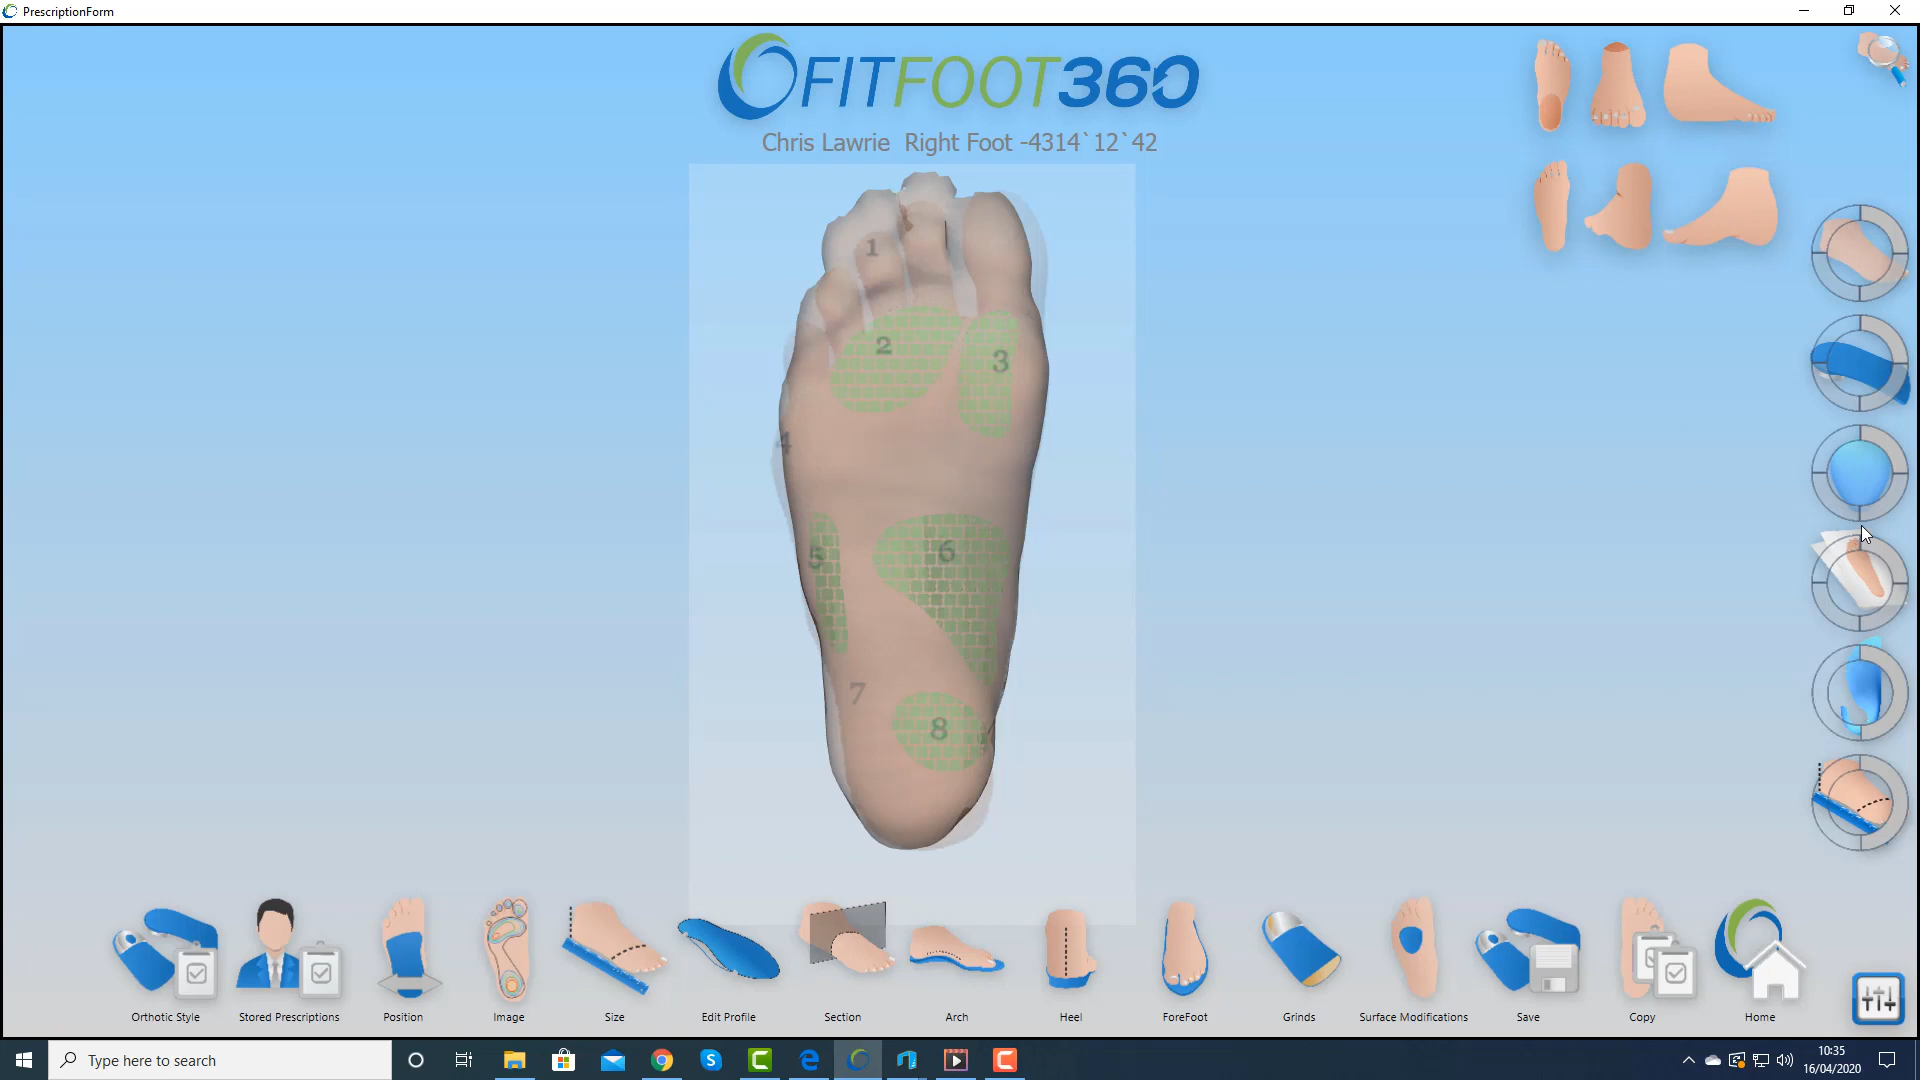 PrescriptionForm
FITFOOT360
Chris Lawrie Right Foot -4314`12`42
1
2
3
4
5
6
7
8
Orthotic Style
Stored Prescriptions
Position
Image
Size
Edit Profile
Section
Arch
Heel
ForeFoot
Grinds
Surface Modifications
Save
Copy
Home
Type here to search
10:35
16/04/2020